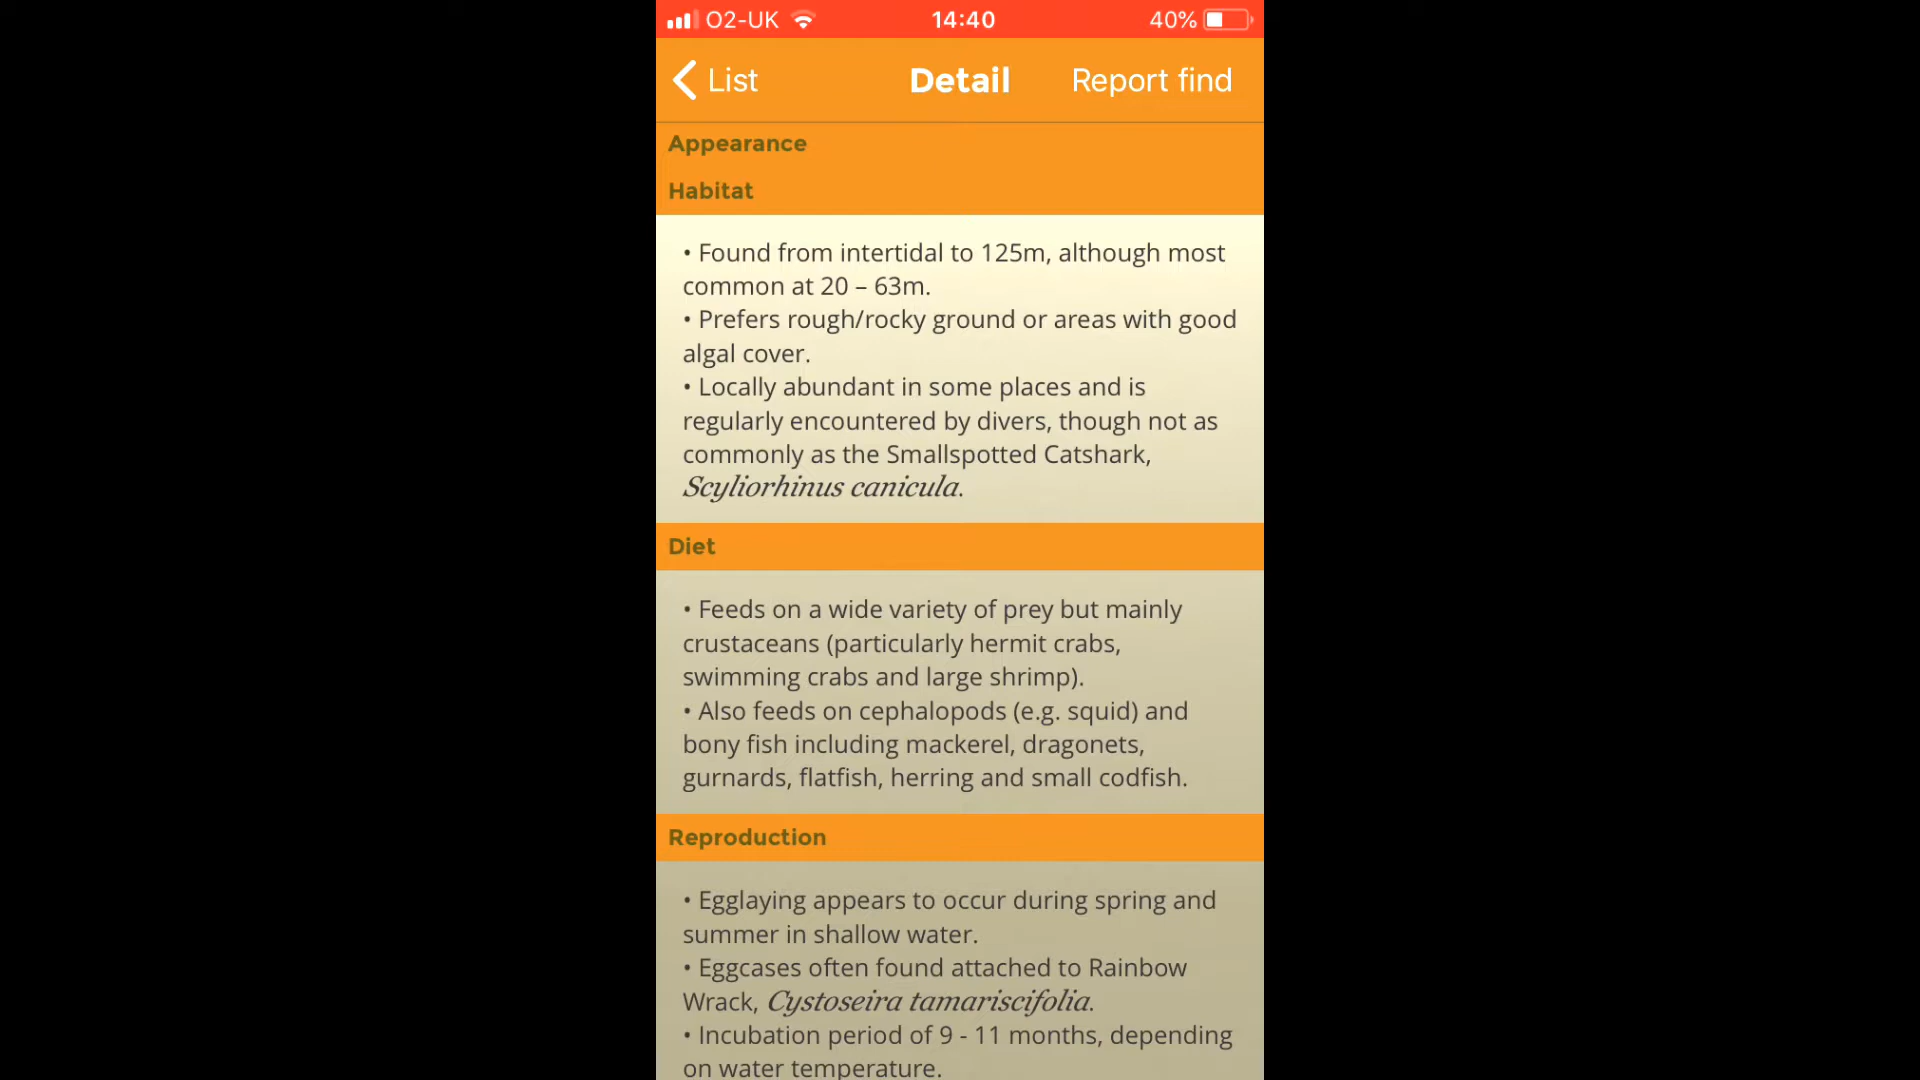 O2-UK 14:40 40%
List Detail Report find
Appearance
Habitat
• Found from intertidal to 125m, although most
common at 20 – 63m.
• Prefers rough/rocky ground or areas with good
algal cover.
• Locally abundant in some places and is
regularly encountered by divers, though not as
commonly as the Smallspotted Catshark,
Scyliorhinus canicula.
Diet
• Feeds on a wide variety of prey but mainly
crustaceans (particularly hermit crabs,
swimming crabs and large shrimp).
• Also feeds on cephalopods (e.g. squid) and
bony fish including mackerel, dragonets,
gurnards, flatfish, herring and small codfish.
Reproduction
• Egglaying appears to occur during spring and
summer in shallow water.
• Eggcases often found attached to Rainbow
Wrack, Cystoseira tamariscifolia.
• Incubation period of 9 - 11 months, depending
on water temperature.